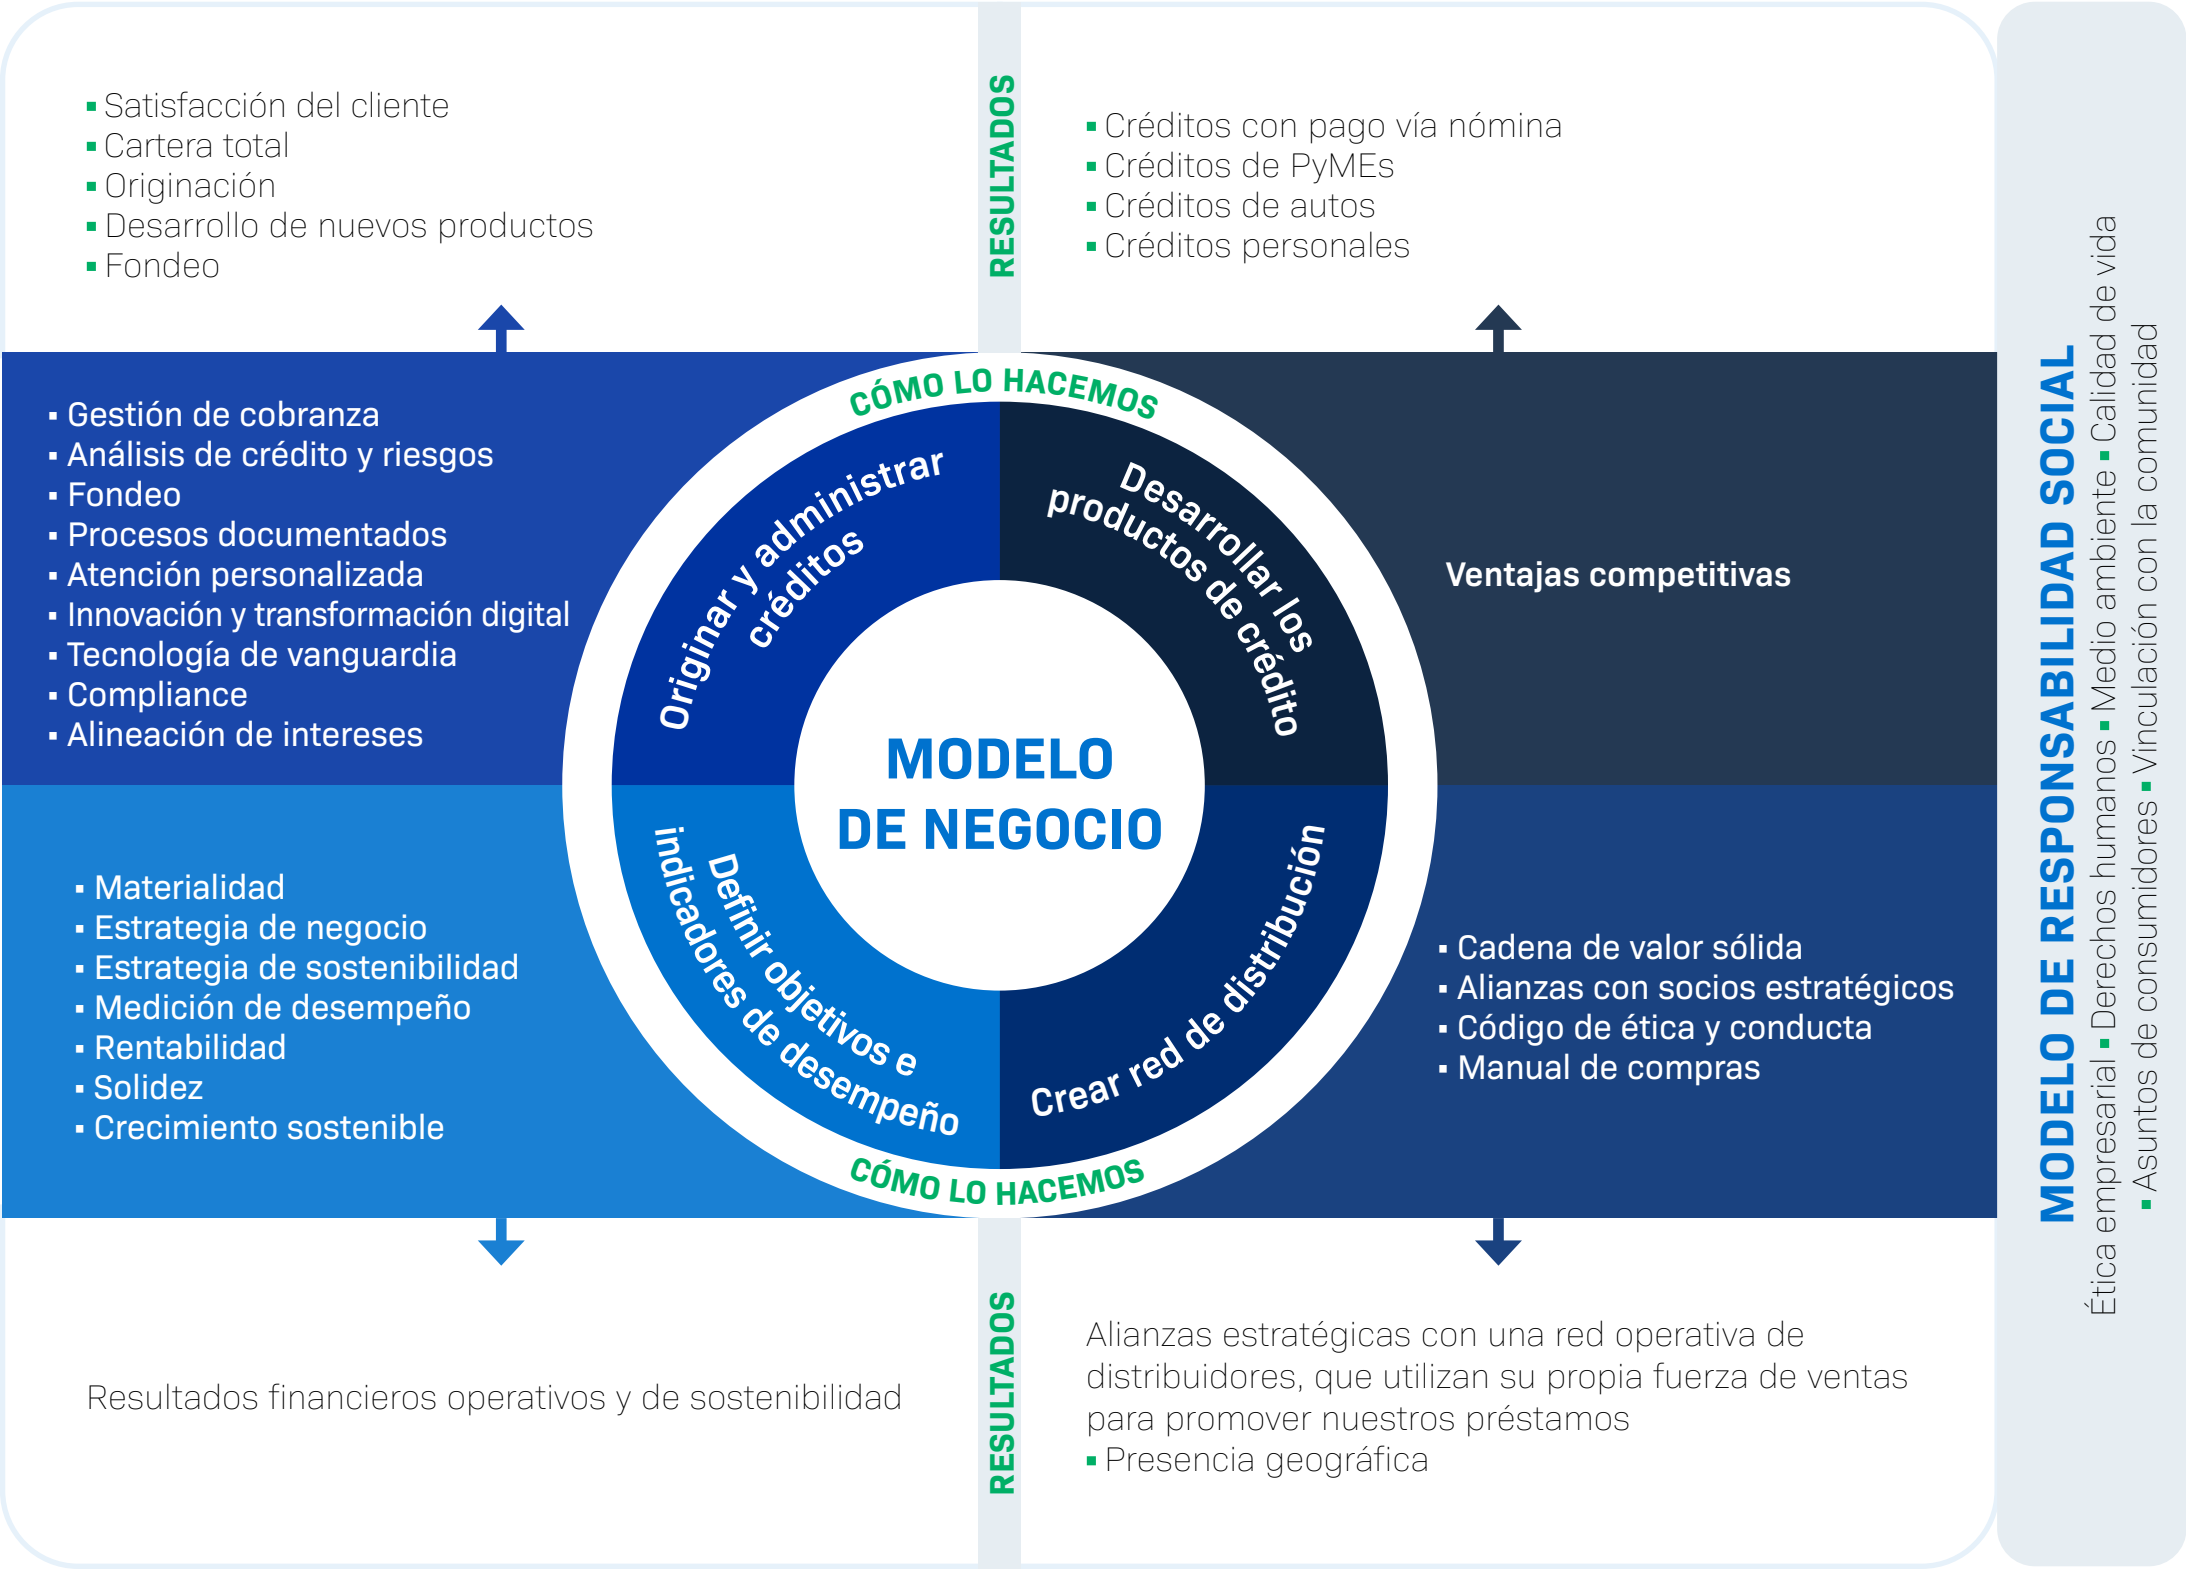 ▪ Satisfacción del cliente
▪ Cartera total
▪ Originación
▪ Desarrollo de nuevos productos
▪ Fondeo
RESULTADOS
▪ Créditos con pago vía nómina
▪ Créditos de PyMEs
▪ Créditos de autos
▪ Créditos personales
▪ Gestión de cobranza
▪ Análisis de crédito y riesgos
▪ Fondeo
▪ Procesos documentados
▪ Atención personalizada
▪ Innovación y transformación digital
▪ Tecnología de vanguardia
▪ Compliance
▪ Alineación de intereses
CÓMO LO HACEMOS
Originar y administrar
créditos
Desarrollar los
productos de crédito
Ventajas competitivas
MODELO
DE NEGOCIO
▪ Materialidad
▪ Estrategia de negocio
▪ Estrategia de sostenibilidad
▪ Medición de desempeño
▪ Rentabilidad
▪ Solidez
▪ Crecimiento sostenible
Definir objetivos e
indicadores de desempeño
Crear red de distribución
CÓMO LO HACEMOS
▪ Cadena de valor sólida
▪ Alianzas con socios estratégicos
▪ Código de ética y conducta
▪ Manual de compras
Resultados financieros operativos y de sostenibilidad
RESULTADOS
Alianzas estratégicas con una red operativa de
distribuidores, que utilizan su propia fuerza de ventas
para promover nuestros préstamos
▪ Presencia geográfica
MODELO DE RESPONSABILIDAD SOCIAL
Ética empresarial ▪ Derechos humanos ▪ Medio ambiente ▪ Calidad de vida
▪ Asuntos de consumidores ▪ Vinculación con la comunidad